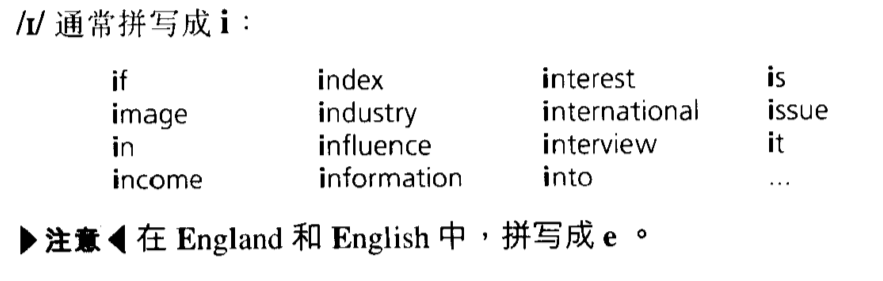 /ɪ/ 通常拼写成 i：
if index interest is
image industry international issue
in influence interview it
income information into …
▶注意◀ 在 England 和 English 中，拼写成 e 。